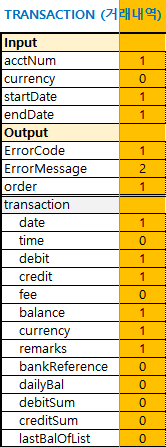 TRANSACTION (거래내역)
Input
acctNum 1
currency 0
startDate 1
endDate 1
Output
ErrorCode 1
ErrorMessage 2
order 1
transaction
date 1
time 0
debit 1
credit 1
fee 0
balance 1
currency 1
remarks 1
bankReference 0
dailyBal 0
debitSum 0
creditSum 0
lastBalOfList 0